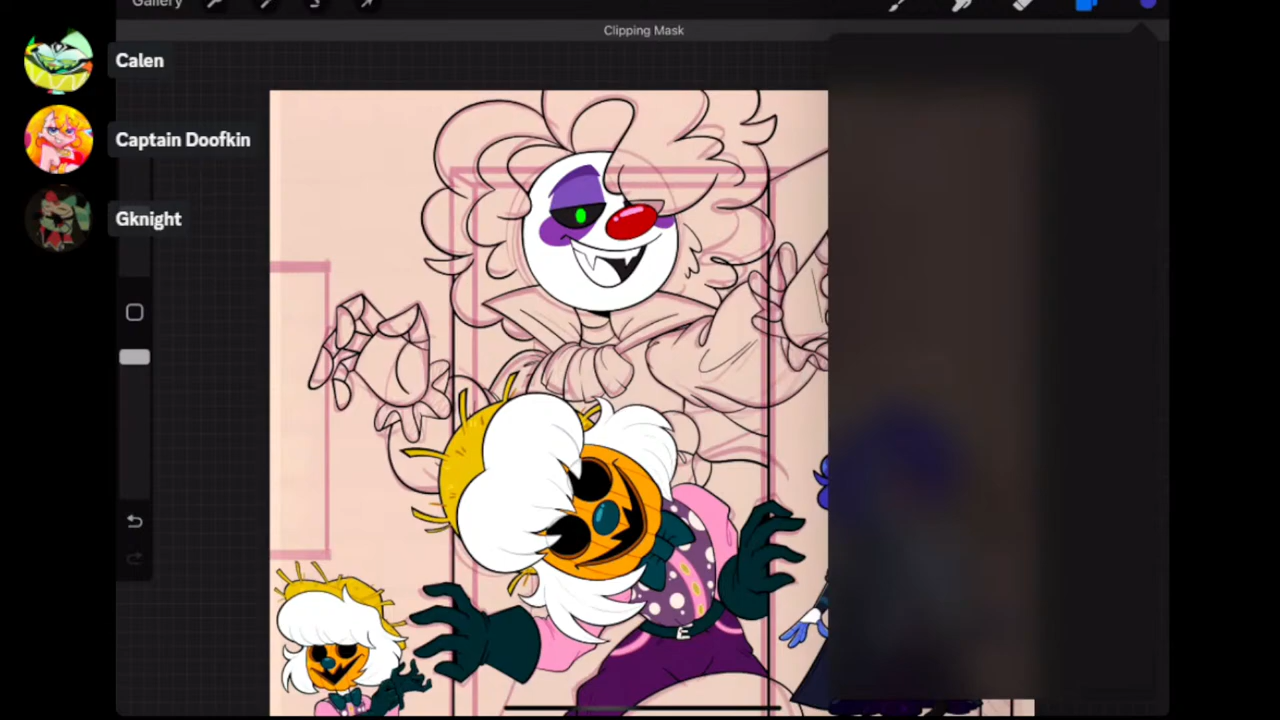 Gallery
Clipping Mask
Calen
Captain Doofkin
Gknight